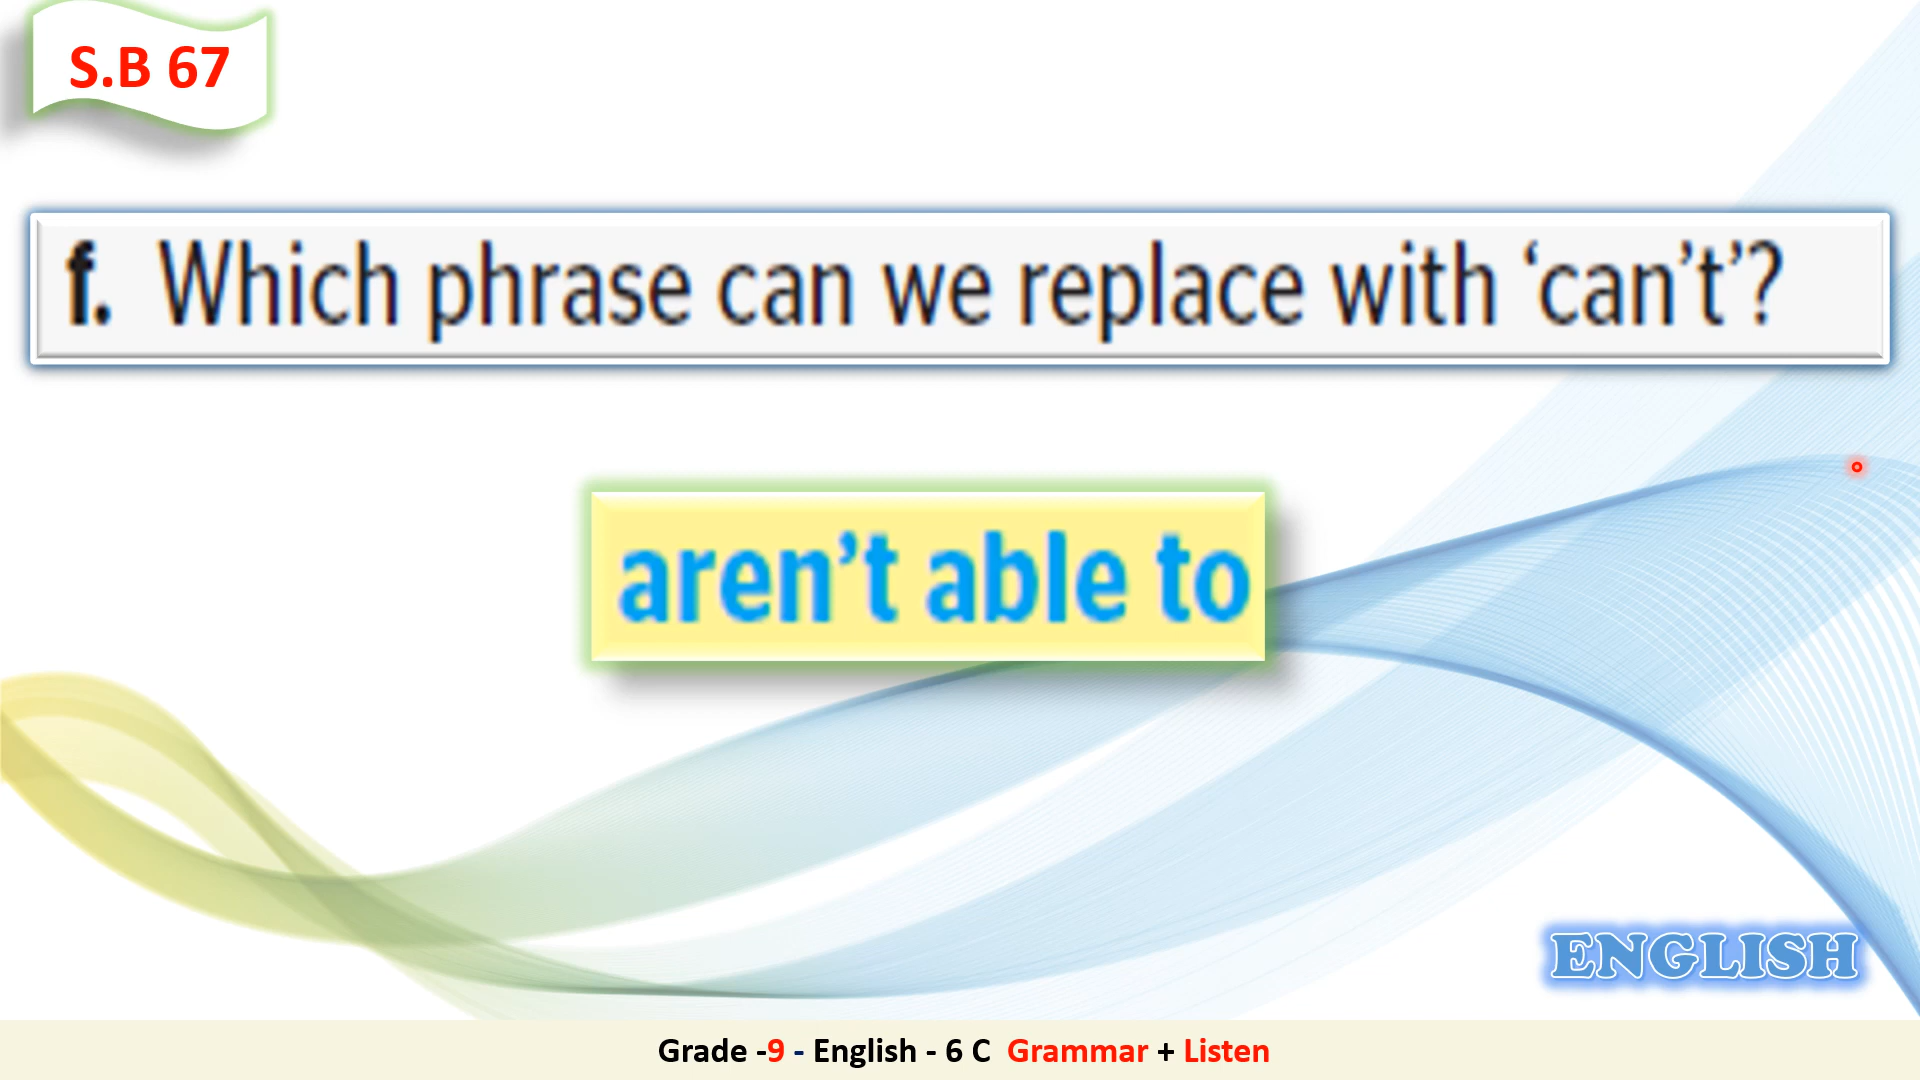 S.B 67
f. Which phrase can we replace with ‘can’t’?
aren’t able to
ENGLISH
Grade -9 - English - 6 C Grammar + Listen